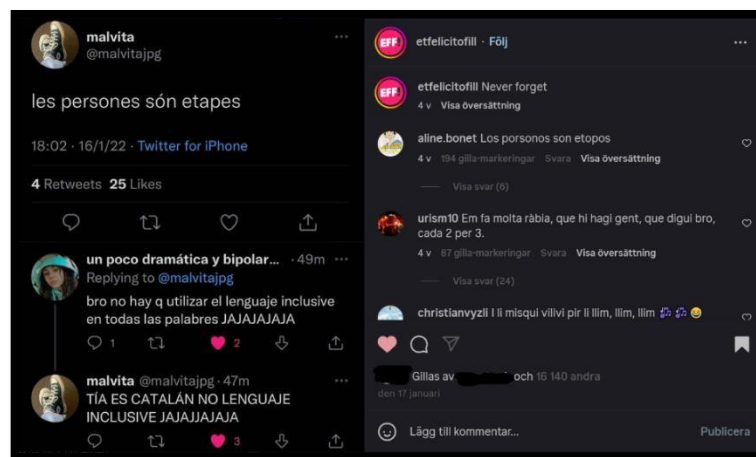 malvita
@malvitajpg
les persones són etapes
18:02 · 16/1/22 · Twitter for iPhone
4 Retweets 25 Likes
un poco dramática y bipolar... · 49m
Replying to @malvitajpg
bro no hay q utilizar el lenguaje inclusive
en todas las palabres JAJAJAJAJA
1 2
malvita @malvitajpg · 47m
TÍA ES CATALÁN NO LENGUAJE
INCLUSIVE JAJAJJAJAJA
3
EFF!
etfelicitofill · Följ
EFF!
etfelicitofill Never forget
4 v Visa översättning
aline.bonet Los porsonos son etopos
4 v 194 gilla-markeringar Svara Visa översättning
Visa svar (6)
urism10 Em fa molta ràbia, que hi hagi gent, que digui bro,
cada 2 per 3.
4 v 87 gilla-markeringar Svara Visa översättning
Visa svar (24)
christianvyzli I li misqui vilivi pir li llim, llim, llim 🎶 🎶 😂
Gillas av och 16 140 andra
den 17 januari
Lägg till kommentar... Publicera